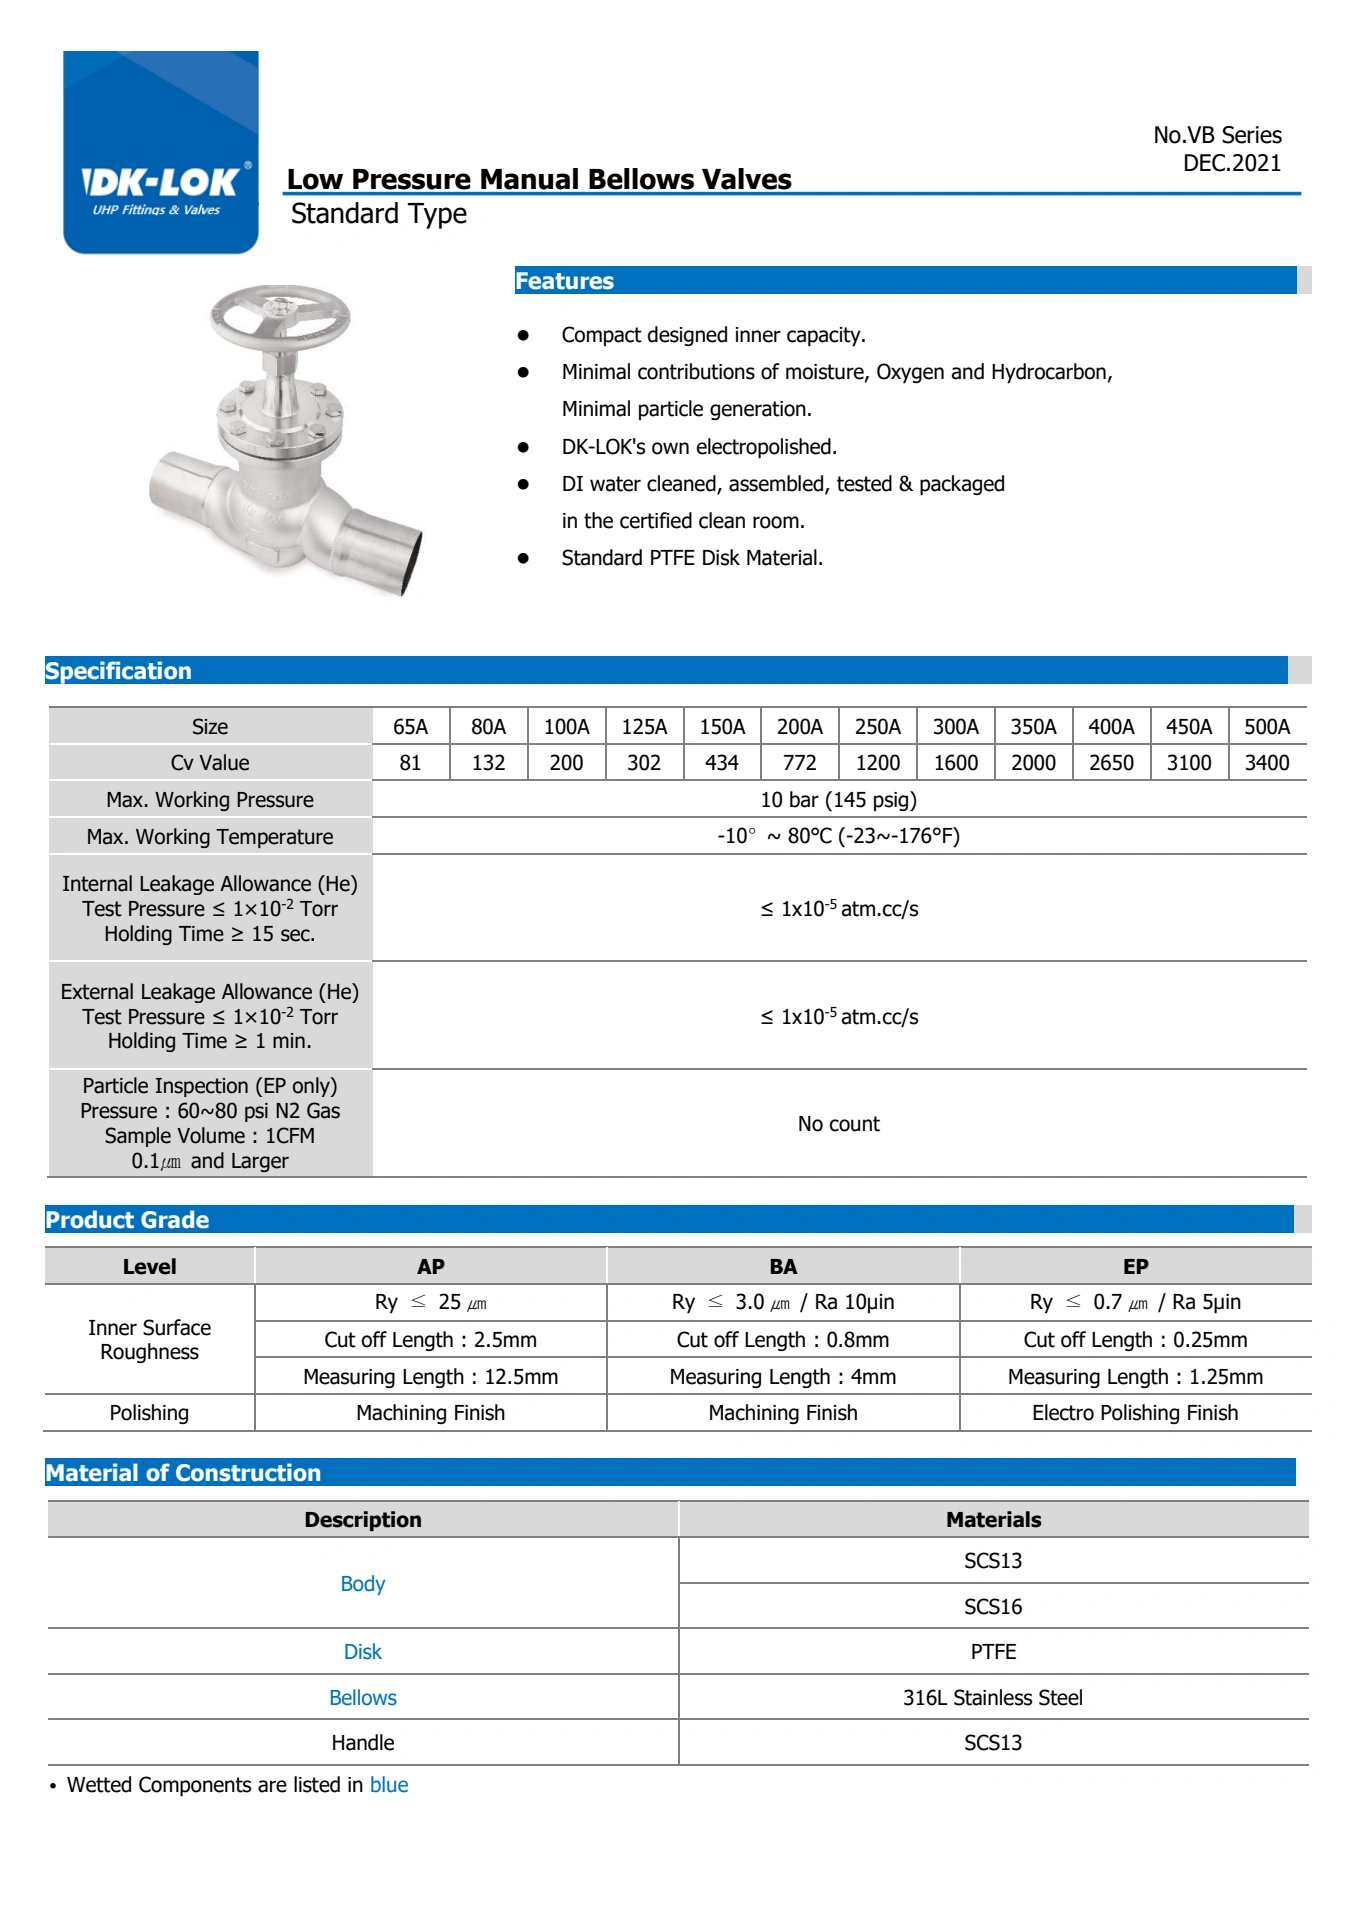 DK-LOK®
UHP Fittings & Valves
No.VB Series
DEC.2021
Low Pressure Manual Bellows Valves
Standard Type
Features
● Compact designed inner capacity.
● Minimal contributions of moisture, Oxygen and Hydrocarbon,
Minimal particle generation.
● DK-LOK's own electropolished.
● DI water cleaned, assembled, tested & packaged
in the certified clean room.
● Standard PTFE Disk Material.
Specification
Size 65A 80A 100A 125A 150A 200A 250A 300A 350A 400A 450A 500A
Cv Value 81 132 200 302 434 772 1200 1600 2000 2650 3100 3400
Max. Working Pressure 10 bar (145 psig)
Max. Working Temperature -10° ~ 80°C (-23~-176°F)
Internal Leakage Allowance (He)
Test Pressure ≤ 1×10-2 Torr
Holding Time ≥ 15 sec.
≤ 1x10-5 atm.cc/s
External Leakage Allowance (He)
Test Pressure ≤ 1×10-2 Torr
Holding Time ≥ 1 min.
≤ 1x10-5 atm.cc/s
Particle Inspection (EP only)
Pressure : 60~80 psi N2 Gas
Sample Volume : 1CFM
0.1㎛ and Larger
No count
Product Grade
Level AP BA EP
Inner Surface
Roughness
Ry ≤ 25 ㎛ Ry ≤ 3.0 ㎛ / Ra 10µin Ry ≤ 0.7 ㎛ / Ra 5µin
Cut off Length : 2.5mm Cut off Length : 0.8mm Cut off Length : 0.25mm
Measuring Length : 12.5mm Measuring Length : 4mm Measuring Length : 1.25mm
Polishing Machining Finish Machining Finish Electro Polishing Finish
Material of Construction
Description Materials
Body SCS13
SCS16
Disk PTFE
Bellows 316L Stainless Steel
Handle SCS13
• Wetted Components are listed in blue